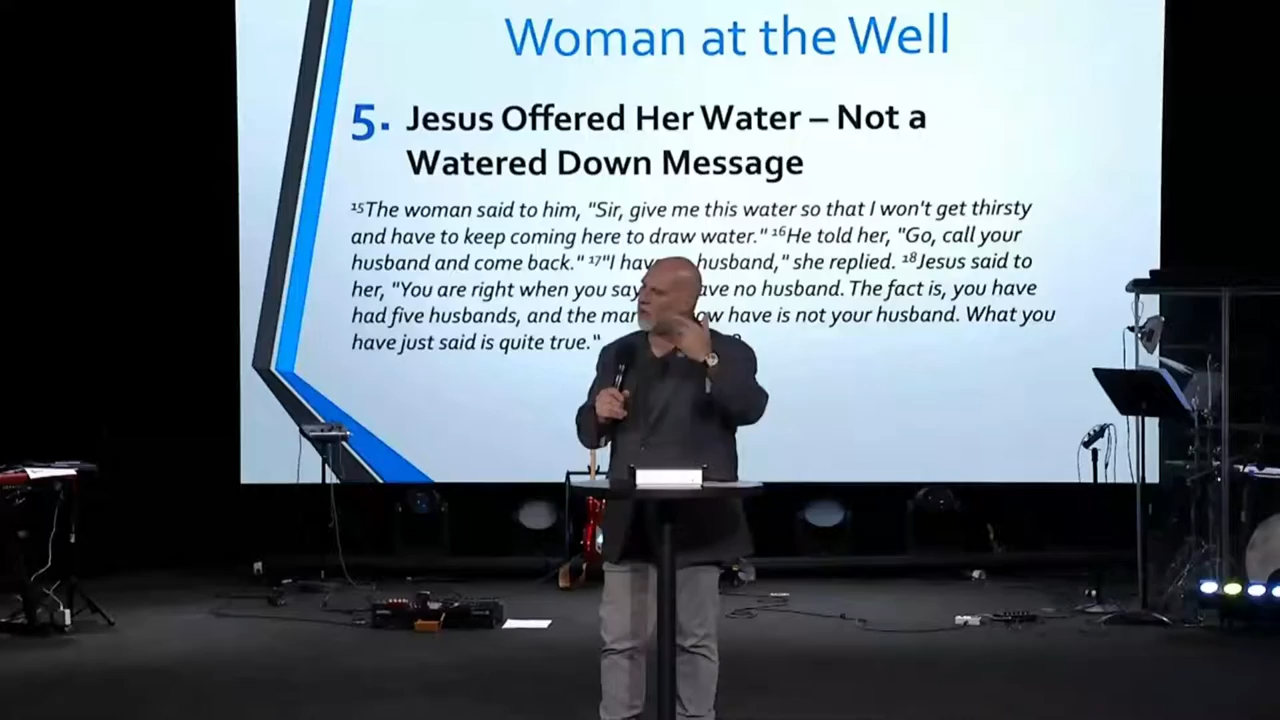 Woman at the Well
5. Jesus Offered Her Water – Not a
Watered Down Message
¹⁵The woman said to him, "Sir, give me this water so that I won't get thirsty
and have to keep coming here to draw water." ¹⁶He told her, "Go, call your
husband and come back." ¹⁷"I have husband," she replied. ¹⁸Jesus said to
her, "You are right when you say have no husband. The fact is, you have
had five husbands, and the man have is not your husband. What you
have just said is quite true."